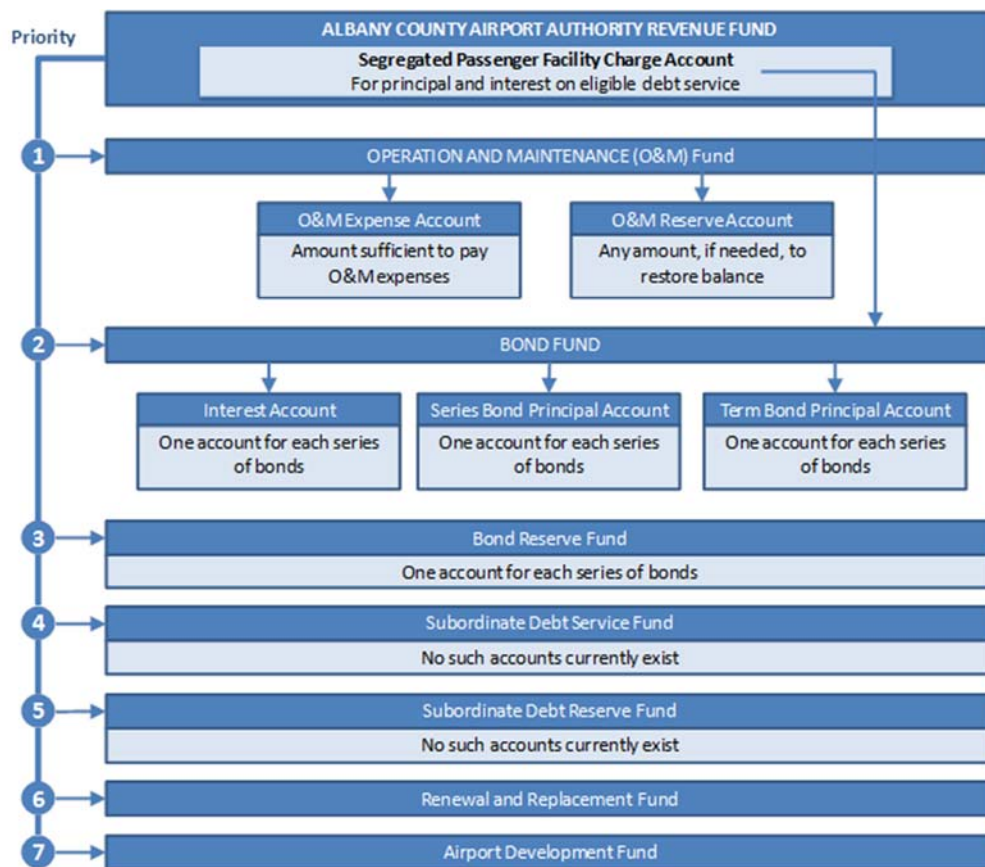 Priority
ALBANY COUNTY AIRPORT AUTHORITY REVENUE FUND
Segregated Passenger Facility Charge Account
For principal and interest on eligible debt service
1
OPERATION AND MAINTENANCE (O&M) Fund
O&M Expense Account
Amount sufficient to pay
O&M expenses
O&M Reserve Account
Any amount, if needed, to
restore balance
2
BOND FUND
Interest Account
One account for each series
of bonds
Series Bond Principal Account
One account for each series
of bonds
Term Bond Principal Account
One account for each series
of bonds
3
Bond Reserve Fund
One account for each series of bonds
4
Subordinate Debt Service Fund
No such accounts currently exist
5
Subordinate Debt Reserve Fund
No such accounts currently exist
6
Renewal and Replacement Fund
7
Airport Development Fund